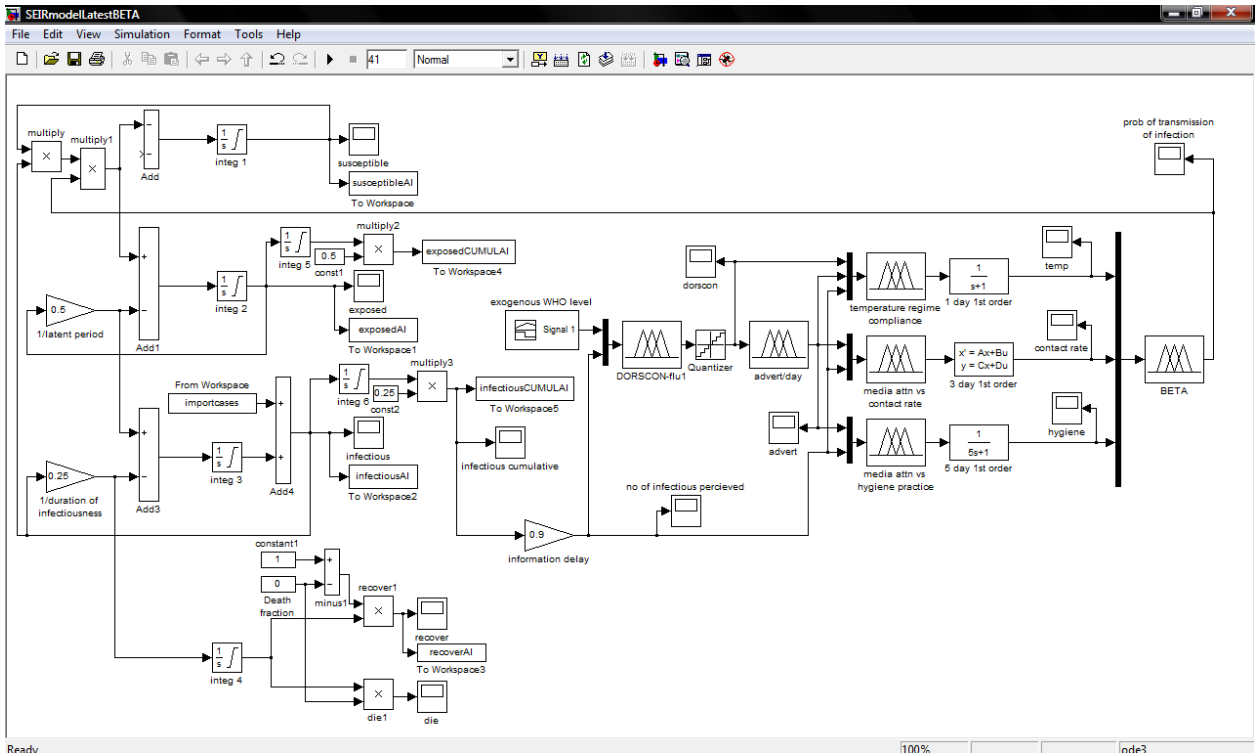 SEIRmodelLatestBETA
File Edit View Simulation Format Tools Help
41
Normal
multiply
multiply1
Add
1
s
integ 1
susceptible
susceptibleAI
To Workspace
prob of transmission
of infection
0.5
1/latent period
Add1
1
s
integ 2
1
s
integ 5
0.5
const1
multiply2
exposedCUMULAI
To Workspace4
exposed
exposedAI
To Workspace1
From Workspace
importcases
0.25
1/duration of
infectiousness
Add3
1
s
integ 3
Add4
1
s
integ 6
0.25
const2
multiply3
infectiousCUMULAI
To Workspace5
infectious
infectiousAI
To Workspace2
infectious cumulative
dorscon
exogenous WHO level
Signal 1
DORSCON-flu1
Quantizer
advert/day
advert
temperature regime
compliance
1
s+1
1 day 1st order
temp
media attn vs
contact rate
x' = Ax+Bu
y = Cx+Du
3 day 1st order
contact rate
media attn vs
hygiene practice
1
5s+1
5 day 1st order
hygiene
BETA
no of infectious percieved
0.9
information delay
constant1
1
0
Death
fraction
minus1
recover1
recover
recoverAI
To Workspace3
1
s
integ 4
die1
die
Ready
100%
ode3